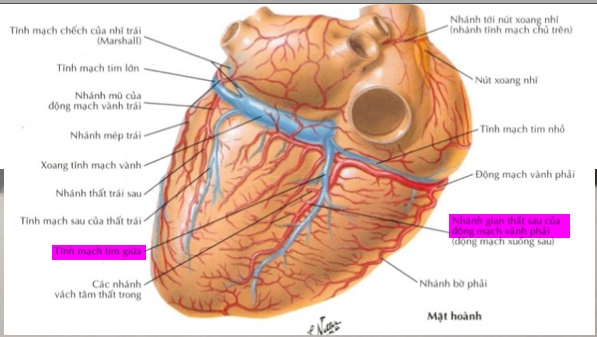 Tĩnh mạch chếch của nhĩ trái
(Marshall)
Tĩnh mạch tim lớn
Nhánh mũ của
động mạch vành trái
Nhánh mép trái
Xoang tĩnh mạch vành
Nhánh thất trái sau
Tĩnh mạch sau của thất trái
Tĩnh mạch tim giữa
Các nhánh
vách tâm thất trong
Nhánh tới nút xoang nhĩ
(nhánh tĩnh mạch chủ trên)
Nút xoang nhĩ
Tĩnh mạch tim nhỏ
Động mạch vành phải
Nhánh gian thất sau của
động mạch vành phải
(động mạch xuống sau)
Nhánh bờ phải
Mặt hoành